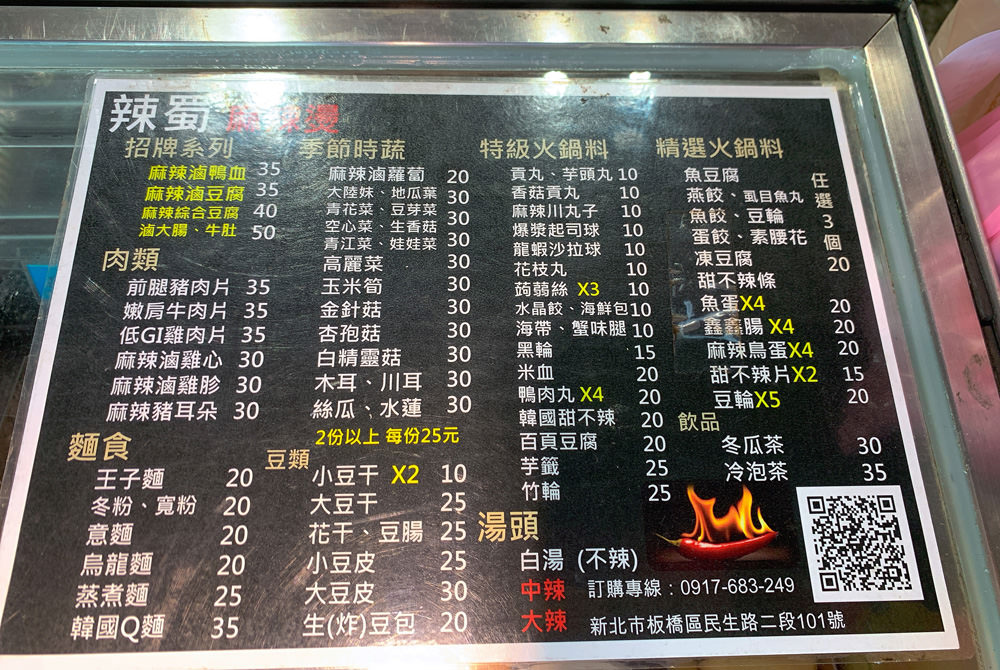 辣蜀 麻辣燙
招牌系列
麻辣滷鴨血 35
麻辣滷豆腐 35
麻辣綜合豆腐 40
滷大腸、牛肚 50
肉類
前腿豬肉片 35
嫩肩牛肉片 35
低GI雞肉片 35
麻辣滷雞心 30
麻辣滷雞胗 30
麻辣豬耳朵 30
麵食
王子麵 20
冬粉、寬粉 20
意麵 20
烏龍麵 20
蒸煮麵 25
韓國Q麵 35
季節時蔬
麻辣滷蘿蔔 20
大陸妹、地瓜葉 30
青花菜、豆芽菜 30
空心菜、生香菇 30
青江菜、娃娃菜 30
高麗菜 30
玉米筍 30
金針菇 30
杏孢菇 30
白精靈菇 30
木耳、川耳 30
絲瓜、水蓮 30
2份以上 每份25元
豆類
小豆干 X2 10
大豆干 25
花干、豆腸 25
小豆皮 25
大豆皮 30
生(炸)豆包 20
特級火鍋料
貢丸、芋頭丸 10
香菇貢丸 10
麻辣川丸子 10
爆漿起司球 10
龍蝦沙拉球 10
花枝丸 10
蒟蒻絲 X3 10
水晶餃、海鮮包 10
海帶、蟹味腿 10
黑輪 15
米血 20
鴨肉丸 X4 20
韓國甜不辣 20
百頁豆腐 20
芋籤 25
竹輪 25
湯頭
白湯 (不辣)
中辣
大辣
精選火鍋料
魚豆腐
燕餃、虱目魚丸
魚餃、豆輪
蛋餃、素腰花
凍豆腐
甜不辣條
任選3個 20
魚蛋X4 20
鑫鑫腸 X4 20
麻辣鳥蛋X4 20
甜不辣片X2 15
豆輪X5 20
飲品
冬瓜茶 30
冷泡茶 35
訂購專線：0917-683-249
新北市板橋區民生路二段101號